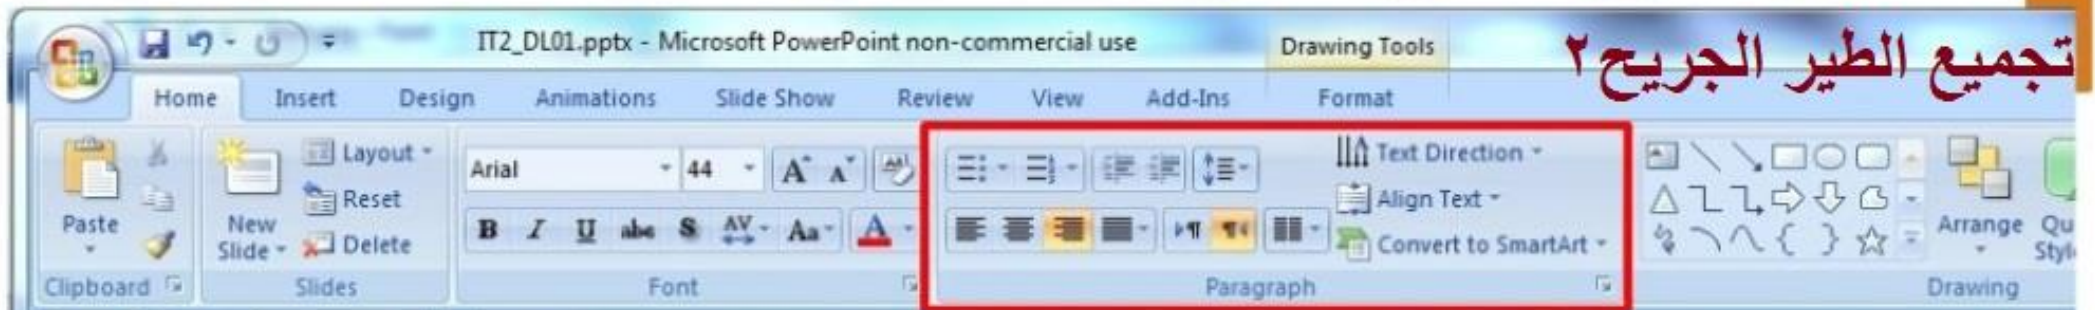 IT2_DL01.pptx - Microsoft PowerPoint non-commercial use
Drawing Tools
تجميع الطير الجريح٢
Home Insert Design Animations Slide Show Review View Add-Ins Format
Layout
Text Direction
Arial 44 A A
Reset
Align Text
Paste
New Slide
Delete
B I U abc S AV Aa A
Convert to SmartArt
Arrange
Clipboard Slides Font Paragraph Drawing